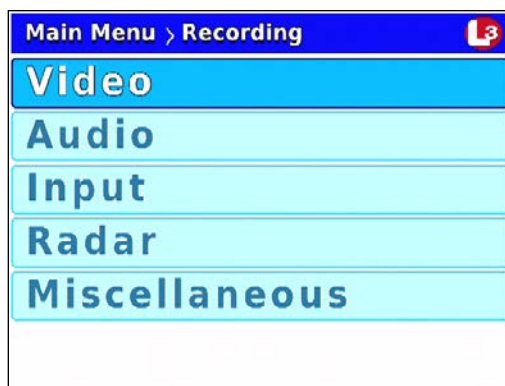 Main Menu > Recording L3
Video
Audio
Input
Radar
Miscellaneous